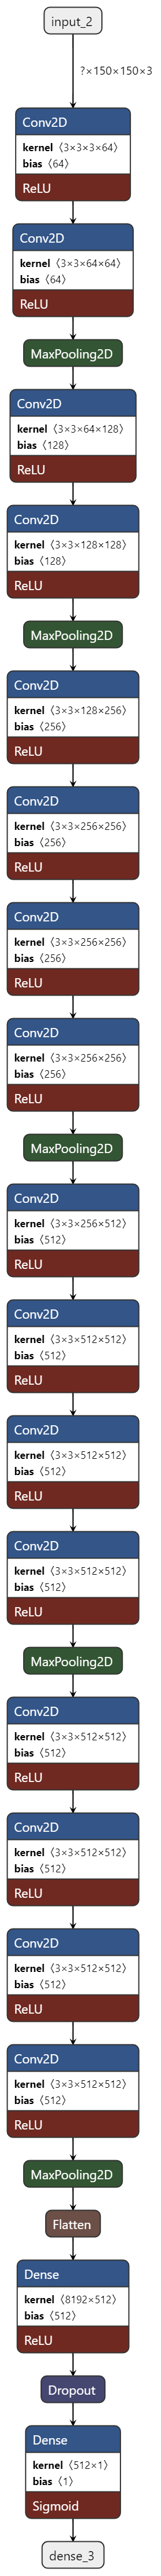 input_2
?×150×150×3
Conv2D
kernel 〈3×3×3×64〉
bias 〈64〉
ReLU
Conv2D
kernel 〈3×3×64×64〉
bias 〈64〉
ReLU
MaxPooling2D
Conv2D
kernel 〈3×3×64×128〉
bias 〈128〉
ReLU
Conv2D
kernel 〈3×3×128×128〉
bias 〈128〉
ReLU
MaxPooling2D
Conv2D
kernel 〈3×3×128×256〉
bias 〈256〉
ReLU
Conv2D
kernel 〈3×3×256×256〉
bias 〈256〉
ReLU
Conv2D
kernel 〈3×3×256×256〉
bias 〈256〉
ReLU
Conv2D
kernel 〈3×3×256×256〉
bias 〈256〉
ReLU
MaxPooling2D
Conv2D
kernel 〈3×3×256×512〉
bias 〈512〉
ReLU
Conv2D
kernel 〈3×3×512×512〉
bias 〈512〉
ReLU
Conv2D
kernel 〈3×3×512×512〉
bias 〈512〉
ReLU
Conv2D
kernel 〈3×3×512×512〉
bias 〈512〉
ReLU
MaxPooling2D
Conv2D
kernel 〈3×3×512×512〉
bias 〈512〉
ReLU
Conv2D
kernel 〈3×3×512×512〉
bias 〈512〉
ReLU
Conv2D
kernel 〈3×3×512×512〉
bias 〈512〉
ReLU
Conv2D
kernel 〈3×3×512×512〉
bias 〈512〉
ReLU
MaxPooling2D
Flatten
Dense
kernel 〈8192×512〉
bias 〈512〉
ReLU
Dropout
Dense
kernel 〈512×1〉
bias 〈1〉
Sigmoid
dense_3